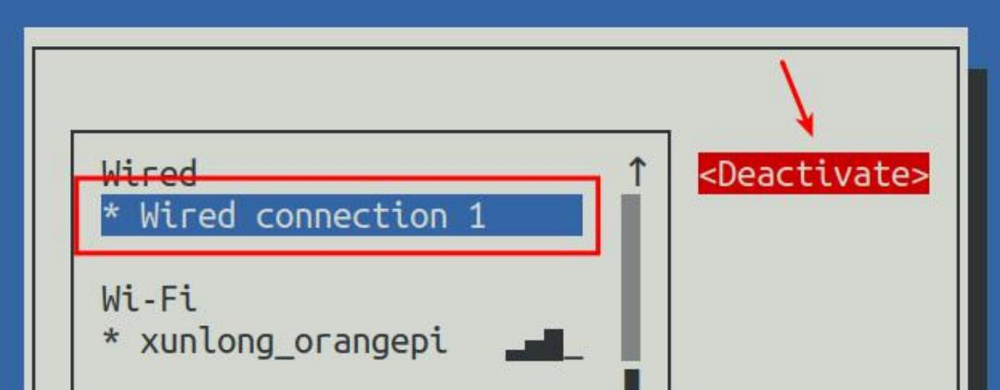 Wired
<Deactivate>
* Wired connection 1
Wi-Fi
* xunlong_orangepi